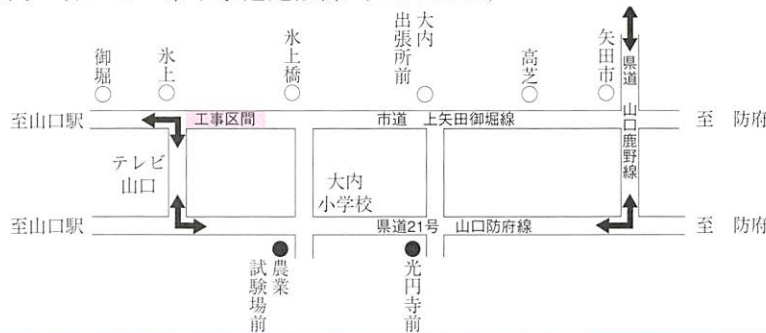 御堀
氷上
氷上橋
大内
出張所前
高芝
矢田市
県道 山口鹿野線
至山口駅
工事区間
市道 上矢田御堀線
至 防府
テレビ
山口
大内
小学校
至山口駅
県道21号 山口防府線
至 防府
農業
試験場前
光円寺前